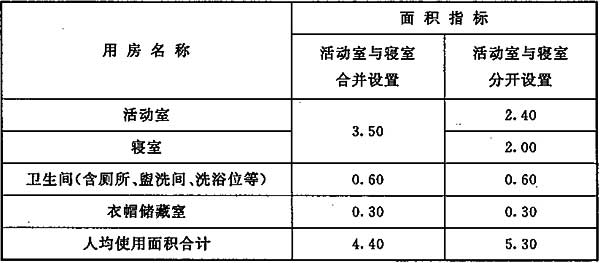 用房名称
面积指标
活动室与寝室
合并设置
活动室与寝室
分开设置
活动室
3.50
2.40
寝室
2.00
卫生间(含厕所、盥洗间、洗浴位等)
0.60
0.60
衣帽储藏室
0.30
0.30
人均使用面积合计
4.40
5.30